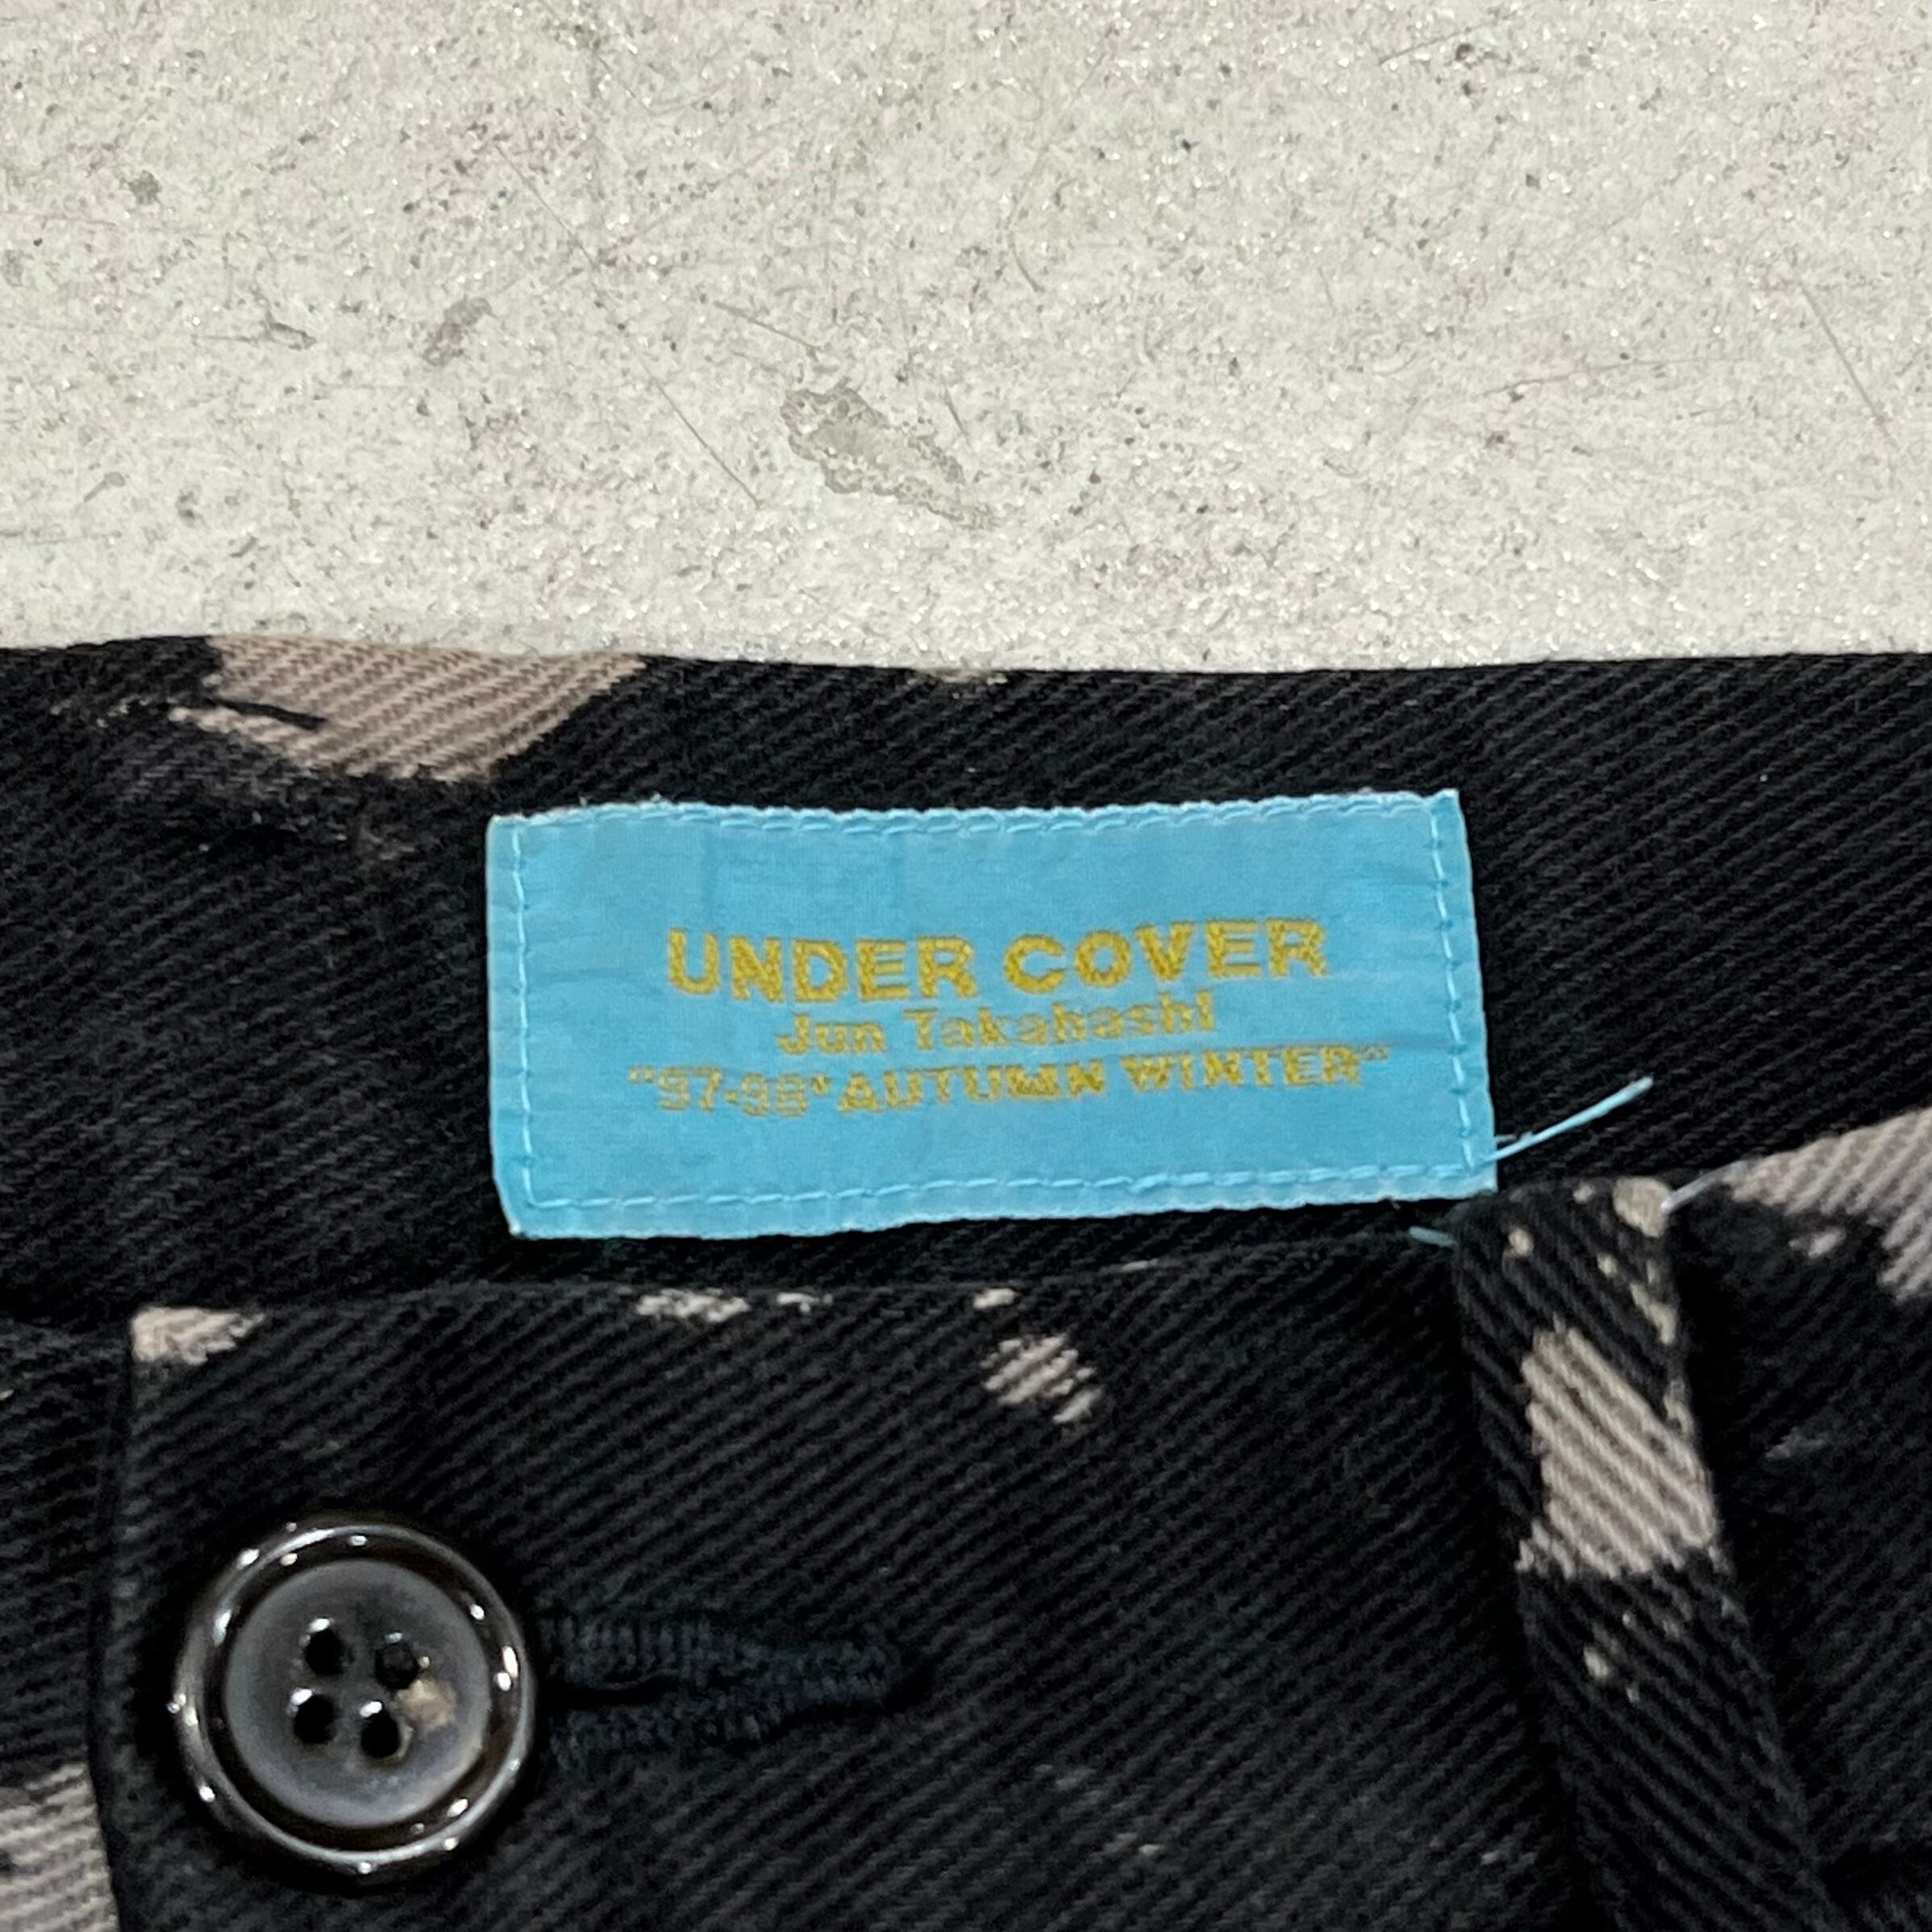 UNDER COVER
Jun Takahashi
"97-98"AUTUMN WINTER"